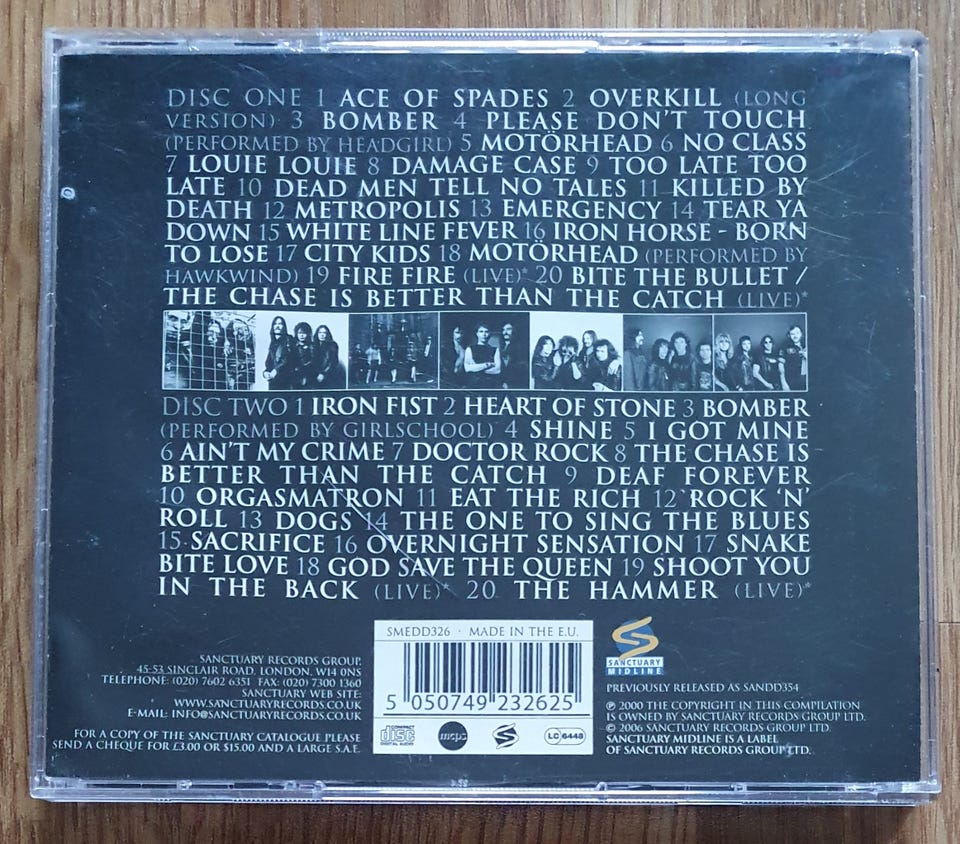 DISC ONE 1 ACE OF SPADES 2 OVERKILL (LONG
VERSION) 3 BOMBER 4 PLEASE DON'T TOUCH
(PERFORMED BY HEADGIRL) 5 MOTÖRHEAD 6 NO CLASS
7 LOUIE LOUIE 8 DAMAGE CASE 9 TOO LATE TOO
LATE 10 DEAD MEN TELL NO TALES 11 KILLED BY
DEATH 12 METROPOLIS 13 EMERGENCY 14 TEAR YA
DOWN 15 WHITE LINE FEVER 16 IRON HORSE - BORN
TO LOSE 17 CITY KIDS 18 MOTÖRHEAD (PERFORMED BY
HAWKWIND) 19 FIRE FIRE (LIVE)* 20 BITE THE BULLET /
THE CHASE IS BETTER THAN THE CATCH (LIVE)*
DISC TWO 1 IRON FIST 2 HEART OF STONE 3 BOMBER
(PERFORMED BY GIRLSCHOOL) 4 SHINE 5 I GOT MINE
6 AIN'T MY CRIME 7 DOCTOR ROCK 8 THE CHASE IS
BETTER THAN THE CATCH 9 DEAF FOREVER
10 ORGASMATRON 11 EAT THE RICH 12 ROCK 'N'
ROLL 13 DOGS 14 THE ONE TO SING THE BLUES
15 SACRIFICE 16 OVERNIGHT SENSATION 17 SNAKE
BITE LOVE 18 GOD SAVE THE QUEEN 19 SHOOT YOU
IN THE BACK (LIVE)* 20 THE HAMMER (LIVE)*
SANCTUARY RECORDS GROUP,
45-53 SINCLAIR ROAD, LONDON, W14 0NS
TELEPHONE: (020) 7602 6351 FAX: (020) 7300 1360
SANCTUARY WEB SITE:
WWW.SANCTUARYRECORDS.CO.UK
E-MAIL: INFO@SANCTUARYRECORDS.CO.UK
FOR A COPY OF THE SANCTUARY CATALOGUE PLEASE
SEND A CHEQUE FOR £3.00 OR $15.00 AND A LARGE S.A.E.
SMEDD326 · MADE IN THE E.U.
5 050749 232625
COMPACT
disc
DIGITAL AUDIO
mcps
LC 6448
SANCTUARY
MIDLINE
PREVIOUSLY RELEASED AS SANDD354
℗ 2000 THE COPYRIGHT IN THIS COMPILATION
IS OWNED BY SANCTUARY RECORDS GROUP LTD.
© 2006 SANCTUARY RECORDS GROUP LTD.
SANCTUARY MIDLINE IS A LABEL
OF SANCTUARY RECORDS GROUP LTD.